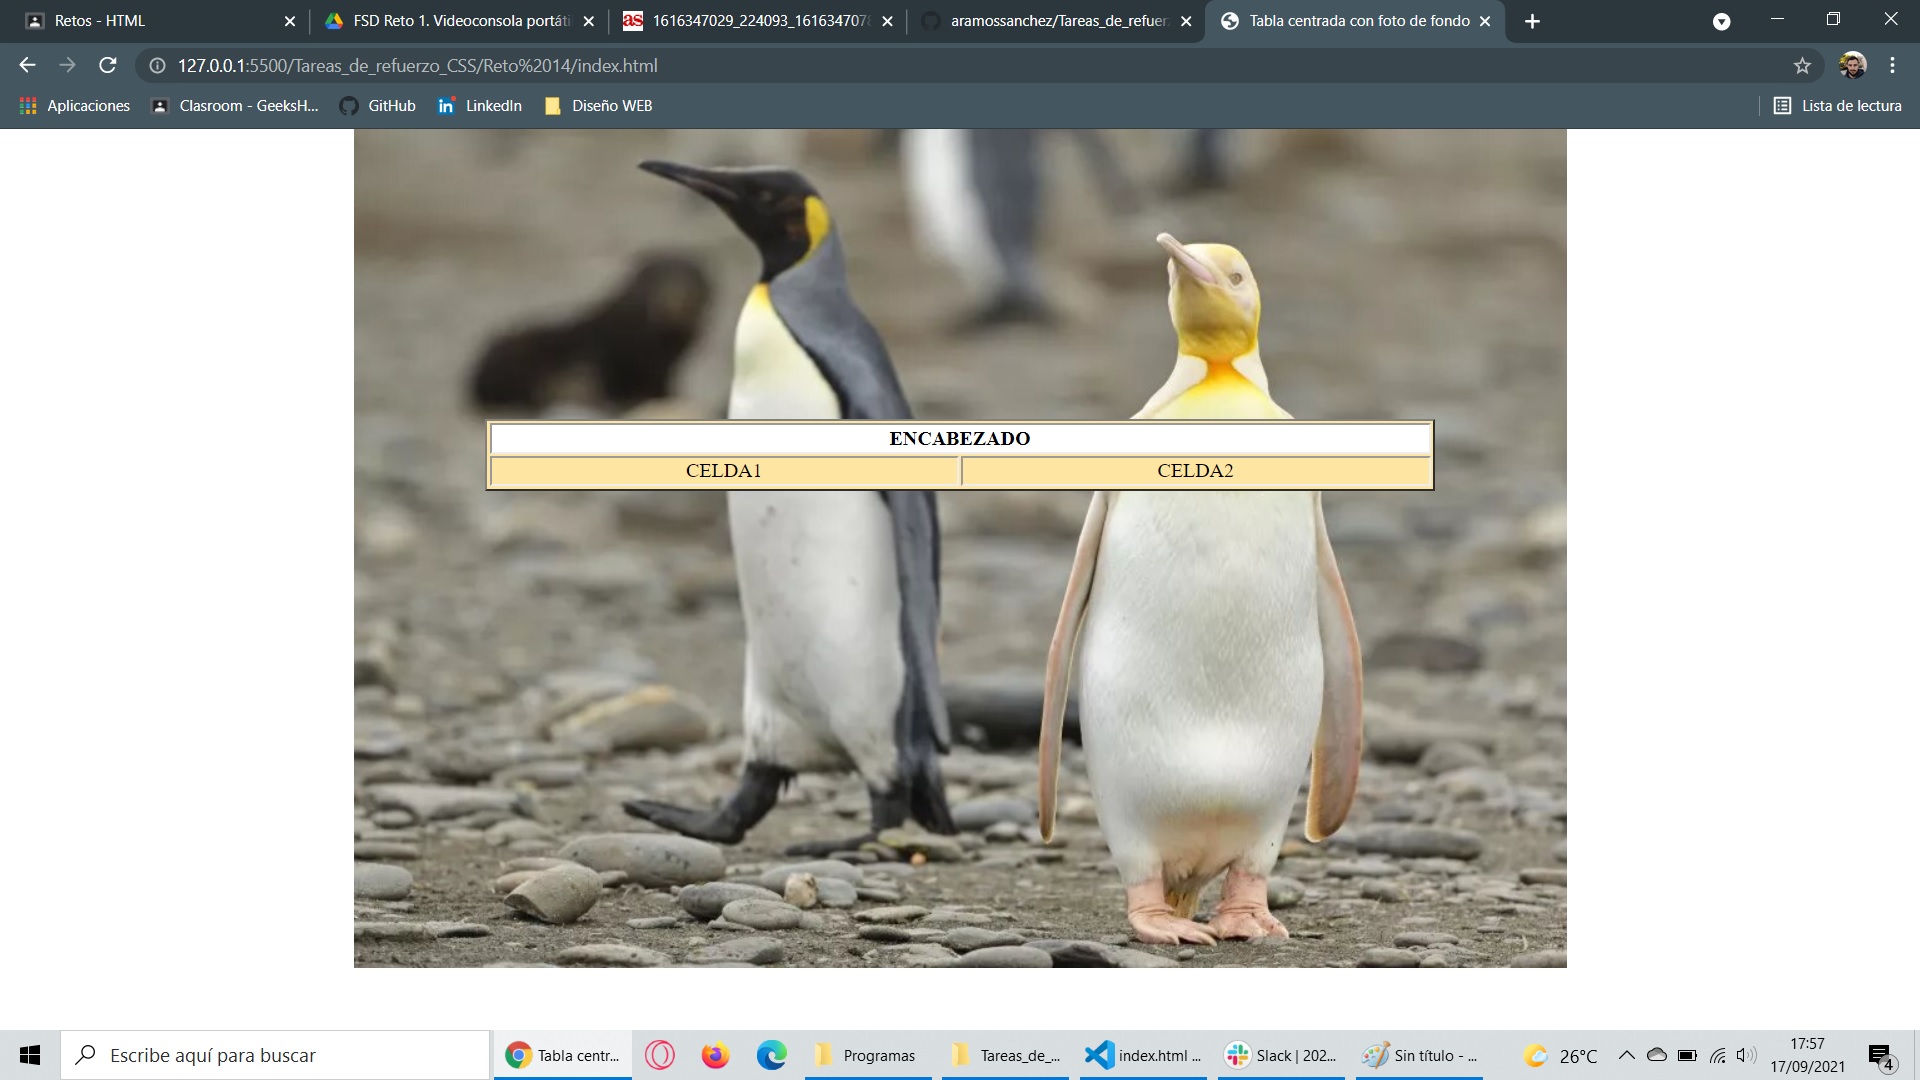 Retos - HTML
FSD Reto 1. Videoconsola portáti
as 1616347029_224093_1616347078
aramossanchez/Tareas_de_refuer
Tabla centrada con foto de fondo
127.0.0.1:5500/Tareas_de_refuerzo_CSS/Reto%2014/index.html
Aplicaciones
Clasroom - GeeksH...
GitHub
in LinkedIn
Diseño WEB
Lista de lectura
ENCABEZADO
CELDA1 CELDA2
Escribe aquí para buscar
Tabla centr...
Programas
Tareas_de_...
index.html ...
Slack | 202...
Sin título - ...
26°C
17:57
17/09/2021
4